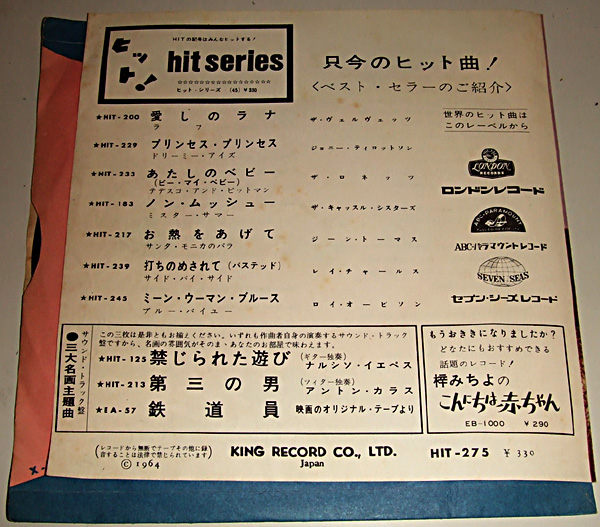 ヒット!
HITの記号はみんなヒットする!
hit series
☆☆☆☆☆☆☆☆☆☆☆☆☆☆☆☆
ヒット・シリーズ (45) ¥330
只今のヒット曲!
〈ベスト・セラーのご紹介〉
★HIT-200 愛しのラナ ザ・ヴェルヴェッツ
ラフ
★HIT-229 プリンセス・プリンセス ジョニー・ティロットソン
ドリーミー・アイズ
★HIT-233 あたしのベビー ザ・ロネッツ
(ビー・マイ・ベビー)
テデスコ・アンド・ピットマン
★HIT-183 ノン・ムッシュー ザ・キャッスル・シスターズ
ミスター・サマー
★HIT-217 お熱をあげて ジーン・トーマス
サンタ・モニカのバラ
★HIT-239 打ちのめされて (バステッド) レイ・チャールス
サイド・バイ・サイド
★HIT-245 ミーン・ウーマン・ブルース ロイ・オービソン
ブルー・バイユー
世界のヒット曲は
このレーベルから
LONDON
RECORDS
ロンドンレコード
ABC-PARAMOUNT
ABC-パラマウントレコード
SEVEN SEAS
セブン・シーズ レコード
●三大名画主題曲
サウンド・トラック盤
この三枚は是非ともお揃えください。いずれも作曲者自身の演奏するサウンド・トラック
盤ですから、名画の雰囲気がそのまゝあなたのお部屋で味わえます。
★HIT-125 禁じられた遊び (ギター独奏) ナルシソ・イエペス
★HIT-213 第三の男 (ツィター独奏) アントン・カラス
★EA-57 鉄道員 映画のオリジナル・テープより
もうおききになりましたか?
どなたにもおすすめできる
話題のレコード!
梓みちよの
こんにちは赤ちゃん
EB-1000 ¥290
(レコードから無断でテープその他に録
音することは法律で禁じられています)
© 1964
KING RECORD CO., LTD.
Japan
HIT-275 ¥330